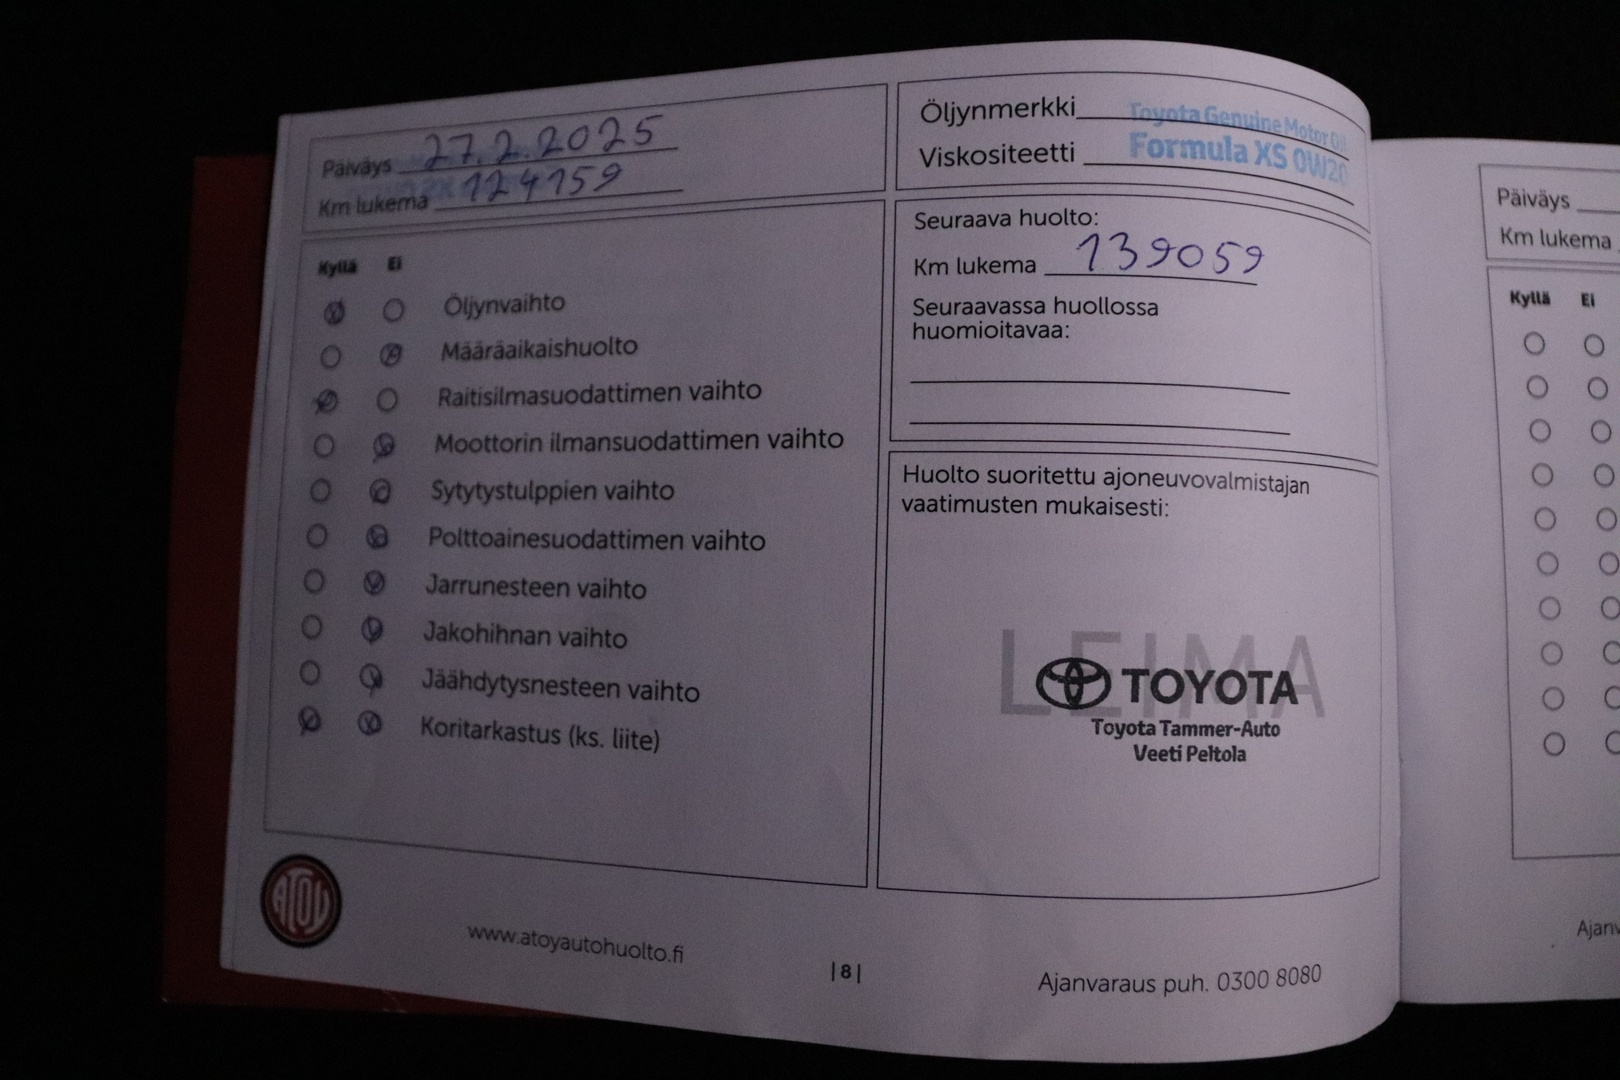 Päiväys 27.2.2025
Km lukema 124159
Kyllä Ei
Öljynvaihto
Määräaikaishuolto
Raitisilmasuodattimen vaihto
Moottorin ilmansuodattimen vaihto
Sytytystulppien vaihto
Polttoainesuodattimen vaihto
Jarrunesteen vaihto
Jakohihnan vaihto
Jäähdytysnesteen vaihto
Koritarkastus (ks. liite)
ATOY
www.atoyautohuolto.fi
Öljynmerkki Toyota Genuine Motor Oil
Viskositeetti Formula XS 0W20
Seuraava huolto:
Km lukema 139059
Seuraavassa huollossa
huomioitavaa:
Huolto suoritettu ajoneuvovalmistajan
vaatimusten mukaisesti:
LEIMA
TOYOTA
Toyota Tammer-Auto
Veeti Peltola
|8|
Ajanvaraus puh. 0300 8080
Päiväys
Km lukema
Kyllä Ei